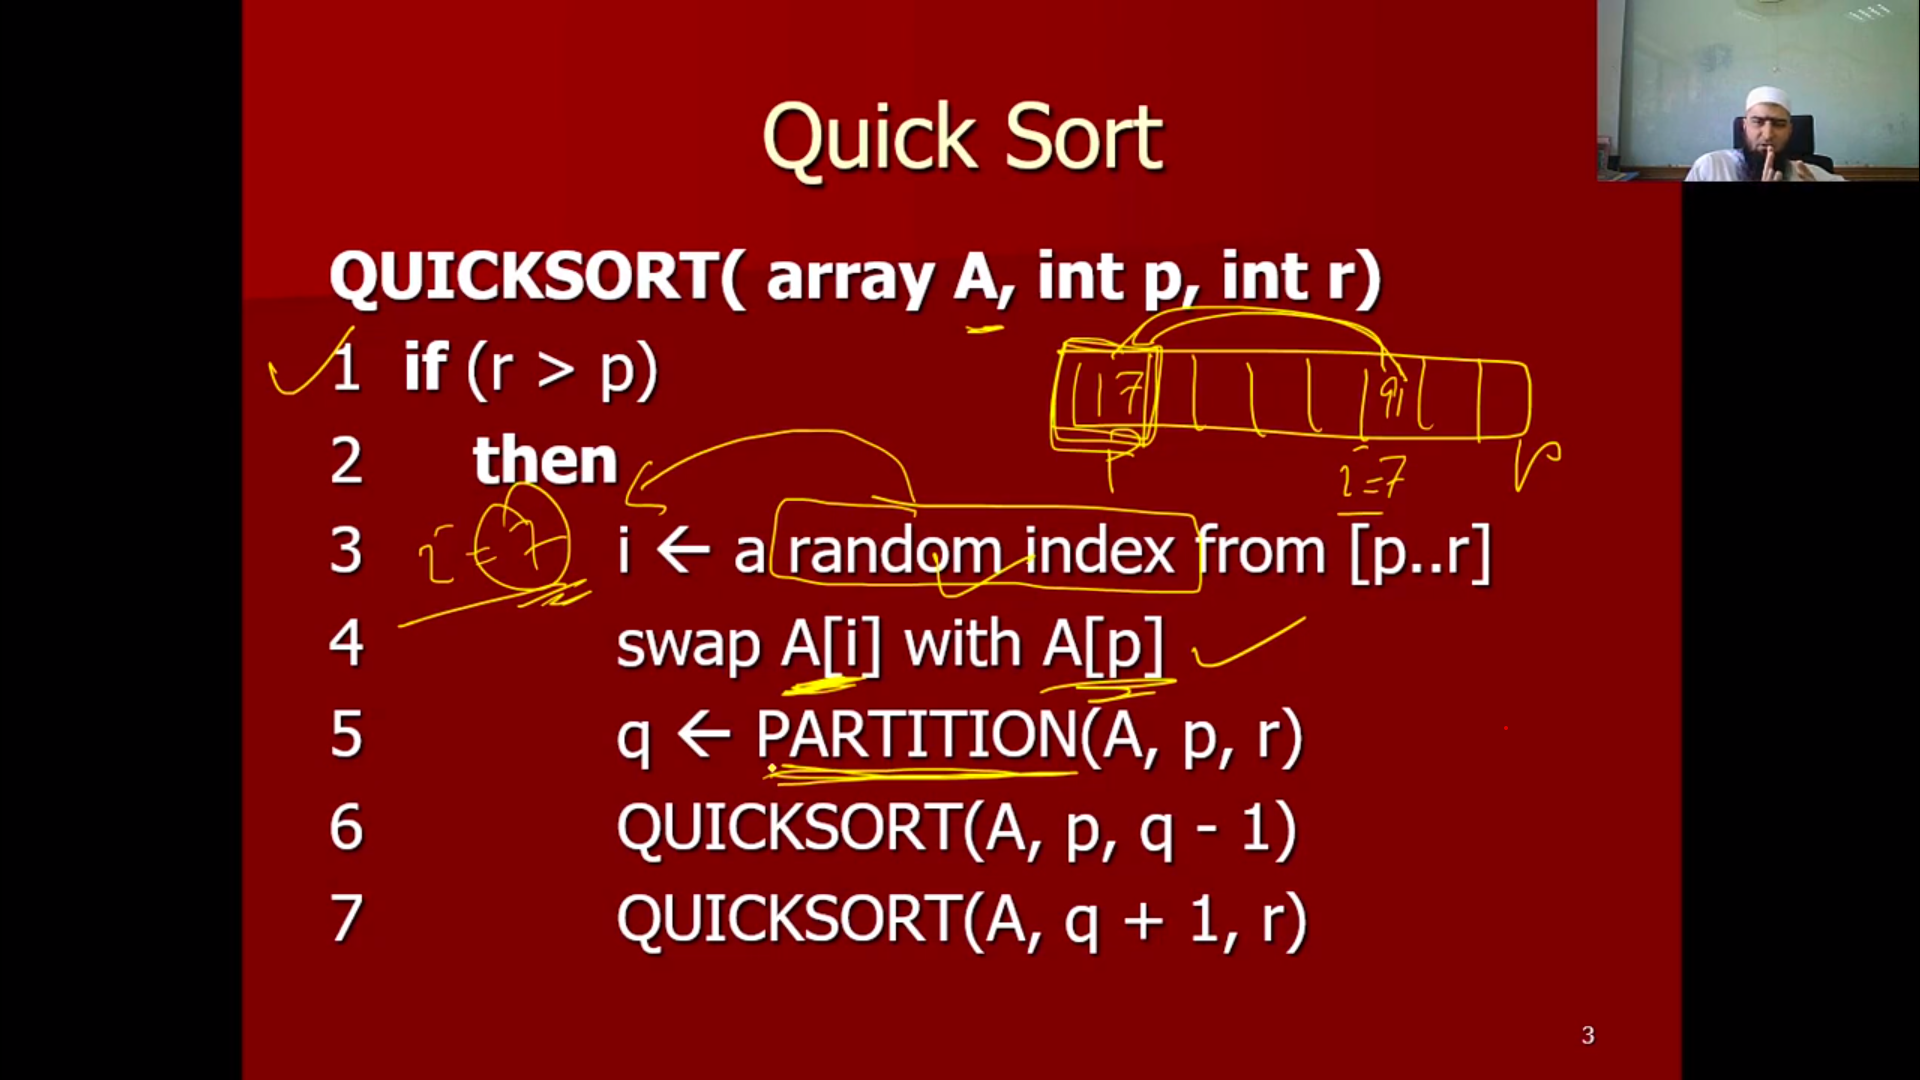 Quick Sort
QUICKSORT( array A, int p, int r)
1 if (r > p)
17
2 then
i=7
3 i ← a random index from [p..r]
i=7
4 swap A[i] with A[p]
5 q ← PARTITION(A, p, r)
6 QUICKSORT(A, p, q - 1)
7 QUICKSORT(A, q + 1, r)
3